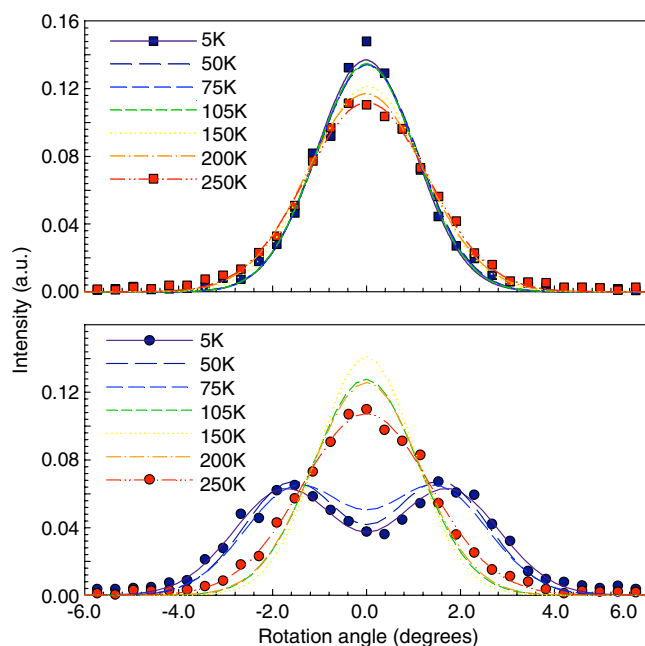 0.16
0.12
0.08
0.04
0.00
5K
50K
75K
105K
150K
200K
250K
Intensity (a.u.)
0.12
0.08
0.04
0.00
5K
50K
75K
105K
150K
200K
250K
-6.0 -4.0 -2.0 0.0 2.0 4.0 6.0
Rotation angle (degrees)